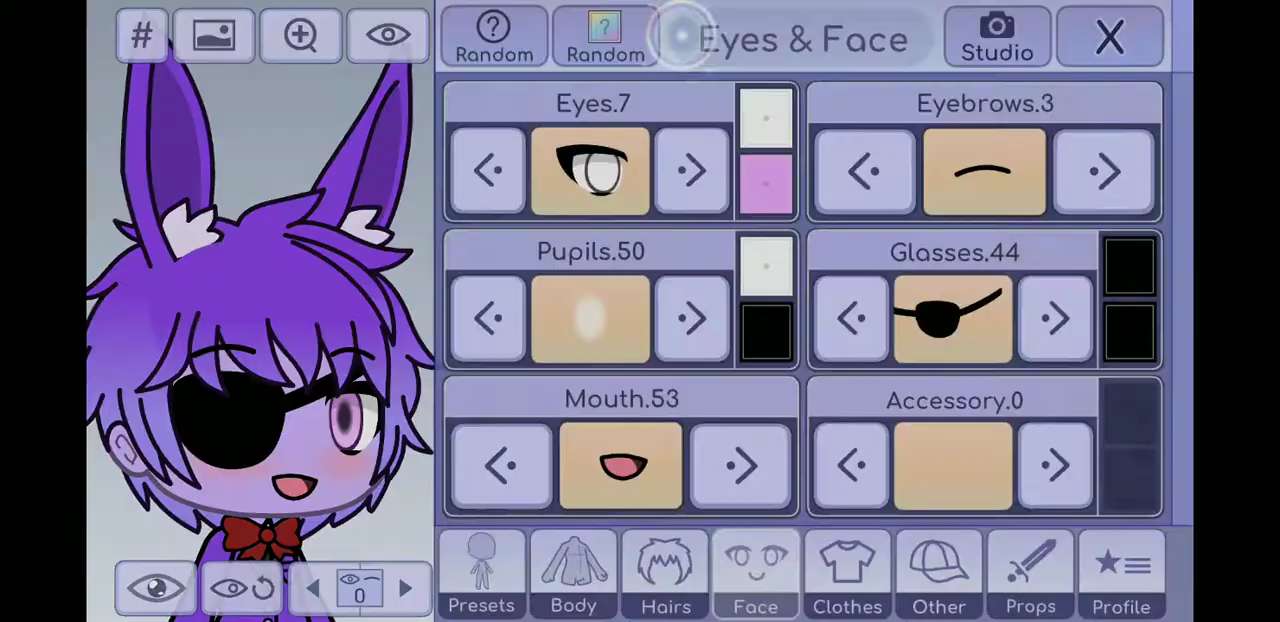 #
? Random
? Random
Eyes & Face
Studio
X
Eyes.7
Eyebrows.3
Pupils.50
Glasses.44
Mouth.53
Accessory.0
0
Presets
Body
Hairs
Face
Clothes
Other
Props
Profile